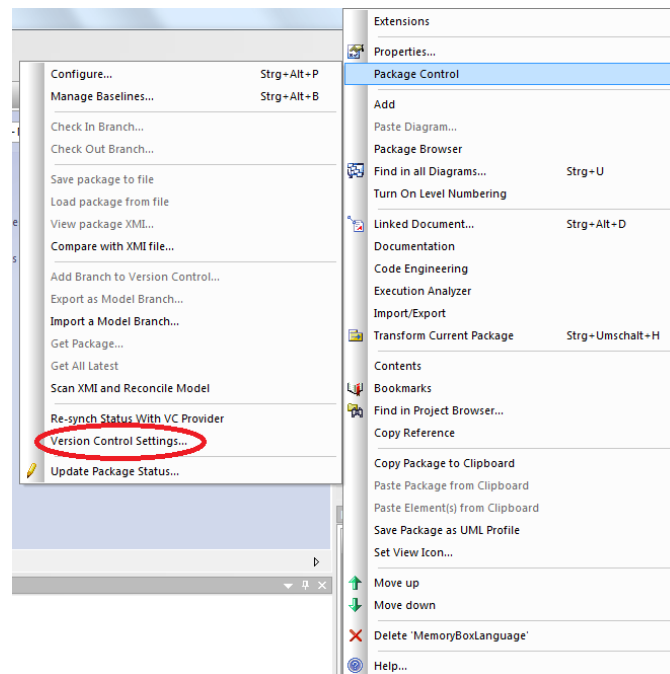 Configure... Strg+Alt+P
Manage Baselines... Strg+Alt+B
Check In Branch...
Check Out Branch...
Save package to file
Load package from file
View package XMI...
Compare with XMI file...
Add Branch to Version Control...
Export as Model Branch...
Import a Model Branch...
Get Package...
Get All Latest
Scan XMI and Reconcile Model
Re-synch Status With VC Provider
Version Control Settings...
Update Package Status...
Extensions
Properties...
Package Control
Add
Paste Diagram...
Package Browser
Find in all Diagrams... Strg+U
Turn On Level Numbering
Linked Document... Strg+Alt+D
Documentation
Code Engineering
Execution Analyzer
Import/Export
Transform Current Package Strg+Umschalt+H
Contents
Bookmarks
Find in Project Browser...
Copy Reference
Copy Package to Clipboard
Paste Package from Clipboard
Paste Element(s) from Clipboard
Save Package as UML Profile
Set View Icon...
Move up
Move down
Delete 'MemoryBoxLanguage'
Help...